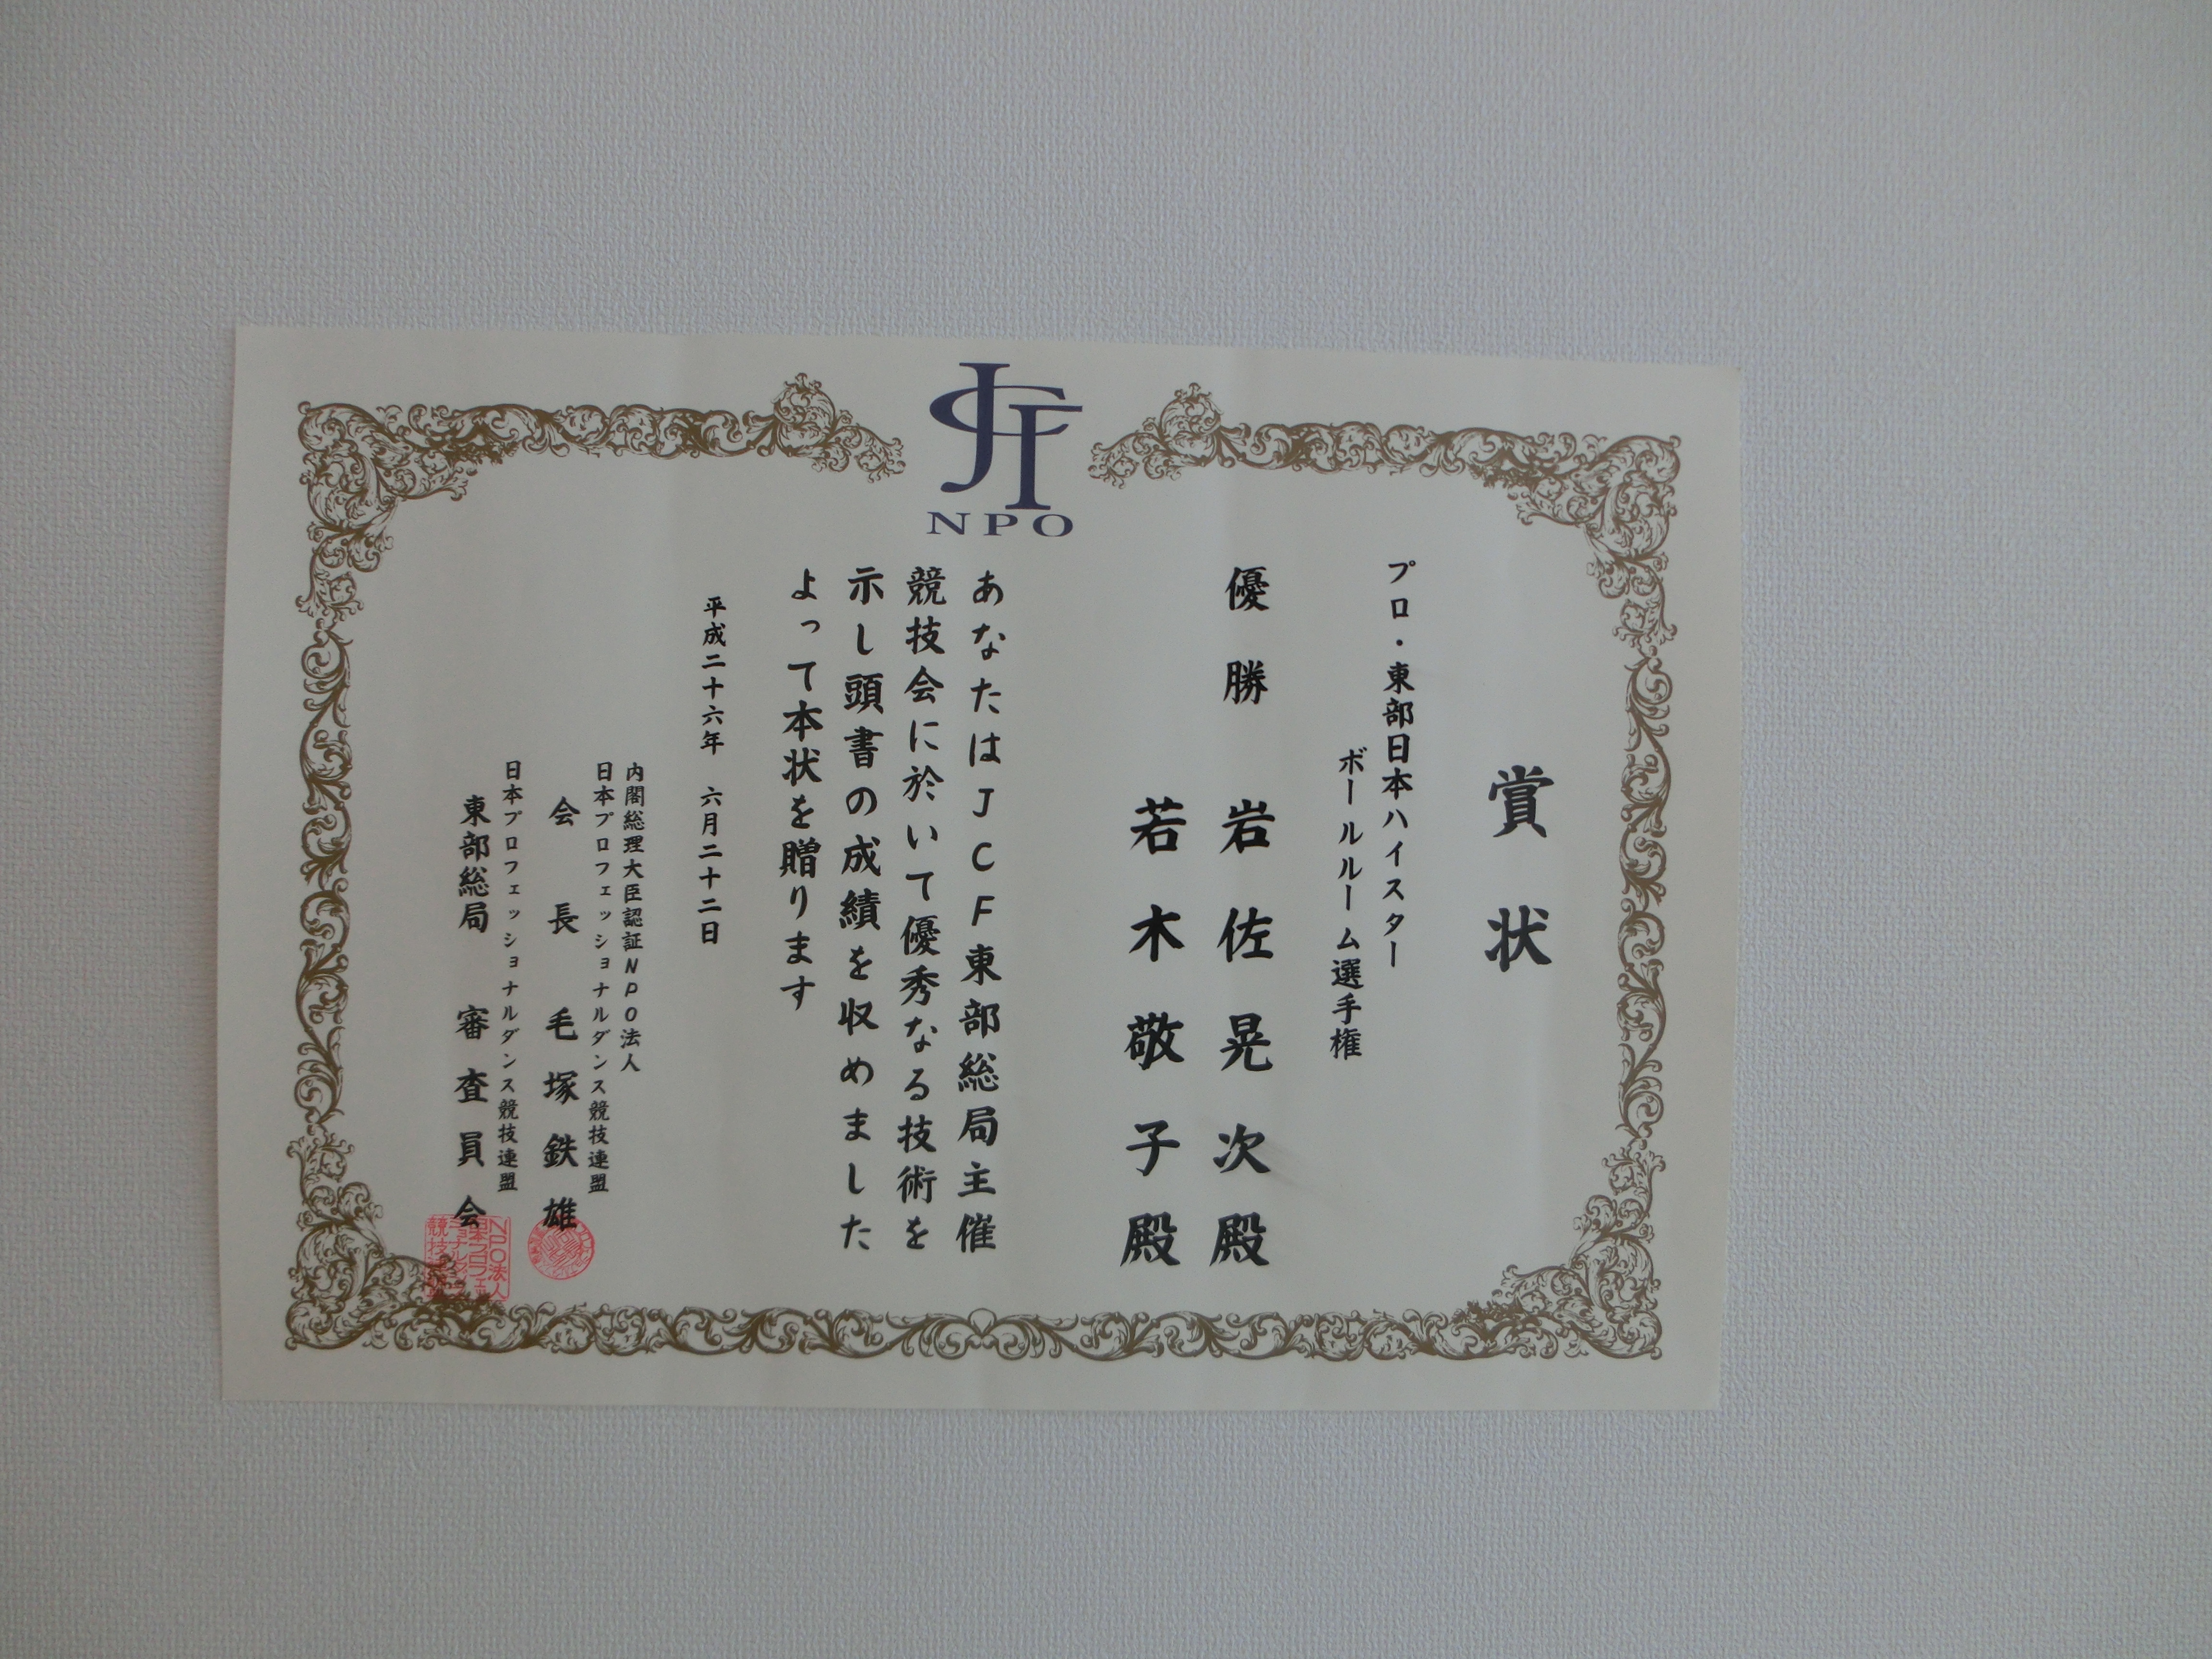 JCF
NPO
賞状
プロ・東部日本ハイスター
ボールルーム選手権
優勝 岩佐晃次殿
若木敬子殿
あなたはJCF東部総局主催
競技会に於いて優秀なる技術を
示し頭書の成績を収めました
よって本状を贈ります
平成二十六年 六月二十二日
内閣総理大臣認証NPO法人
日本プロフェッショナルダンス競技連盟
会長 毛塚鉄雄
日本プロフェッショナルダンス競技連盟
東部総局 審査員会
NPO法人